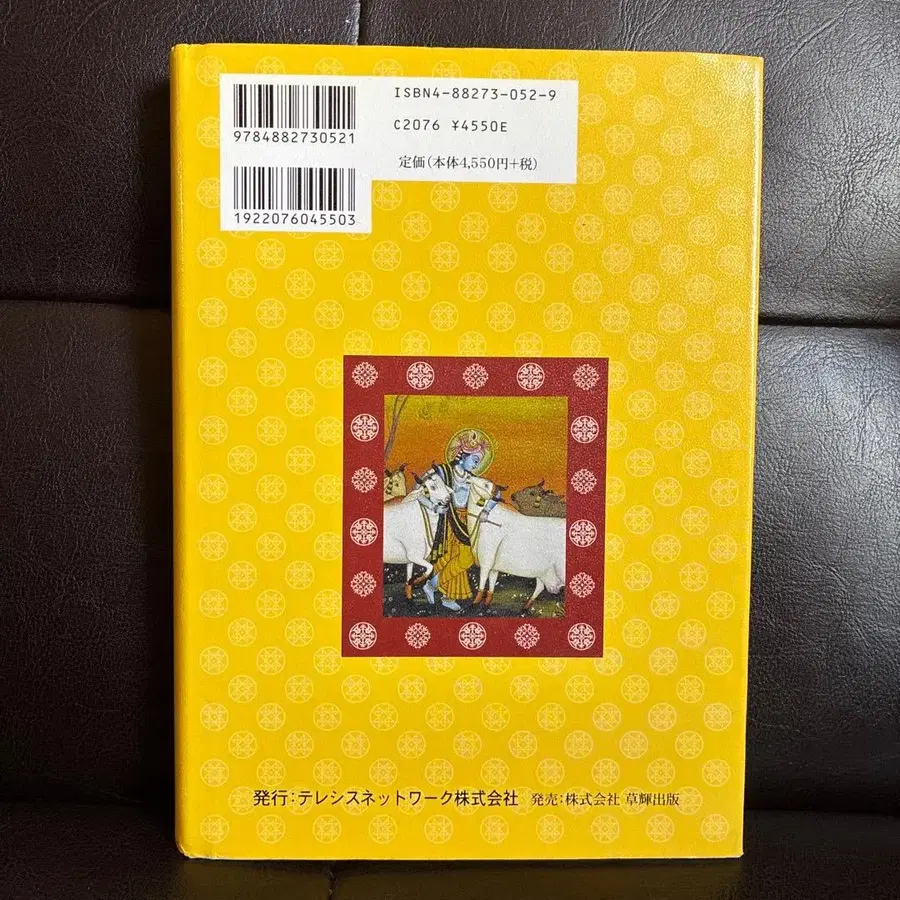 ISBN4-88273-052-9
C2076 ¥4550E
定価(本体4,550円+税)
9784882730521
1922076045503
発行:テレシスネットワーク株式会社 発売:株式会社 草輝出版